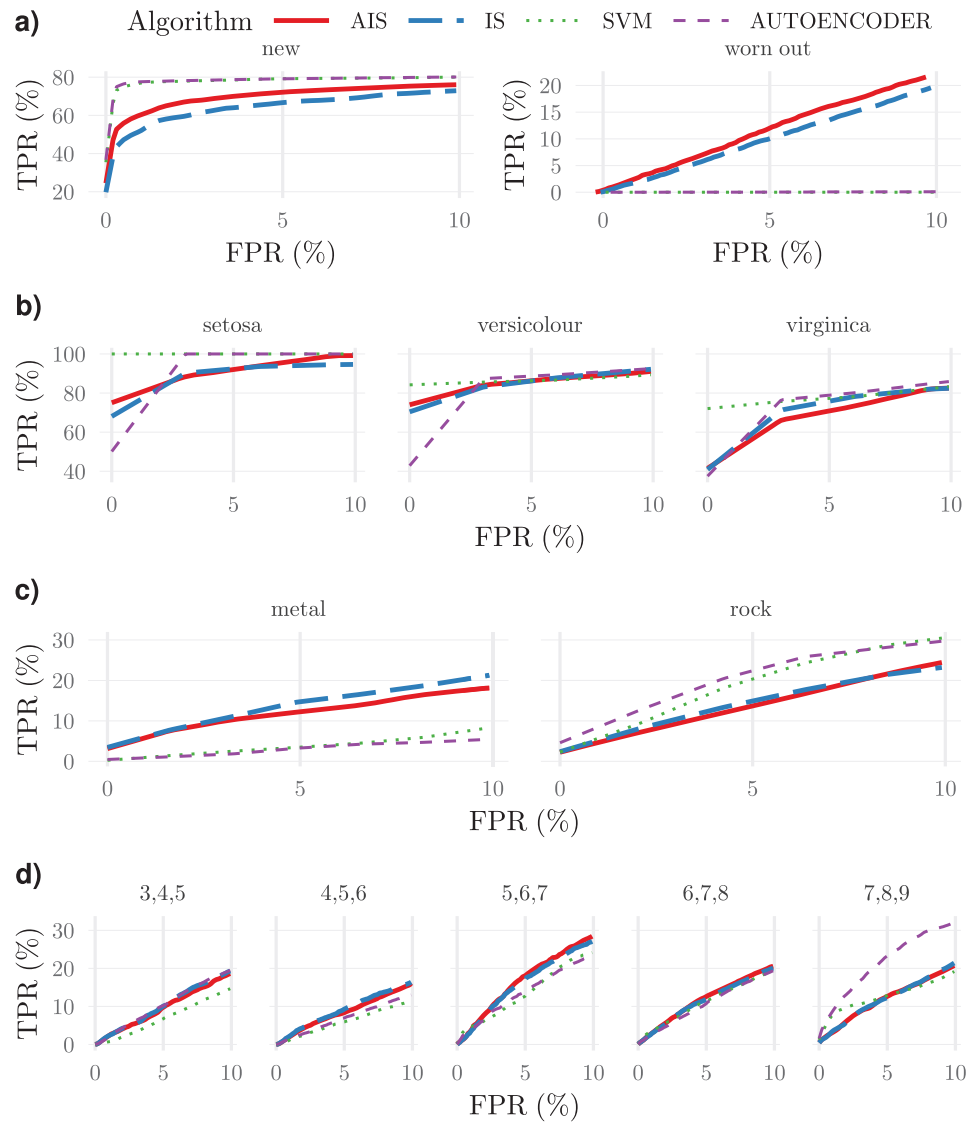 a) Algorithm AIS IS SVM AUTOENCODER
new worn out
TPR (%) 80 60 40 20
0 5 10
FPR (%)
TPR (%) 20 15 10 5 0
0 5 10
FPR (%)
b)
setosa versicolour virginica
TPR (%) 100 80 60 40
0 5 10 0 5 10 0 5 10
FPR (%)
c)
metal rock
TPR (%) 30 20 10 0
0 5 10 0 5 10
FPR (%)
d)
3,4,5 4,5,6 5,6,7 6,7,8 7,8,9
TPR (%) 30 20 10 0
0 5 10 0 5 10 0 5 10 0 5 10 0 5 10
FPR (%)